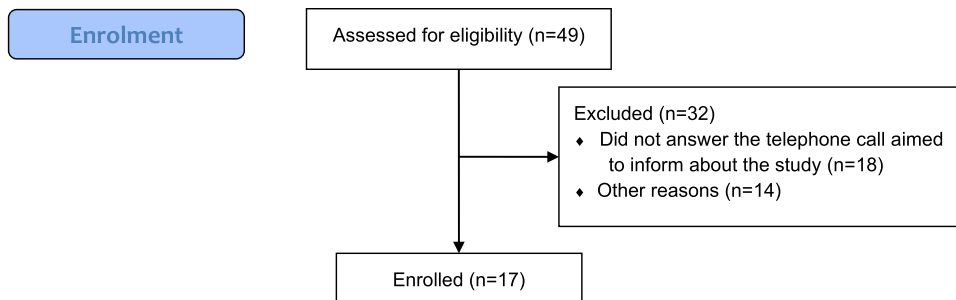 Enrolment
Assessed for eligibility (n=49)
Excluded (n=32)
♦ Did not answer the telephone call aimed
to inform about the study (n=18)
♦ Other reasons (n=14)
Enrolled (n=17)